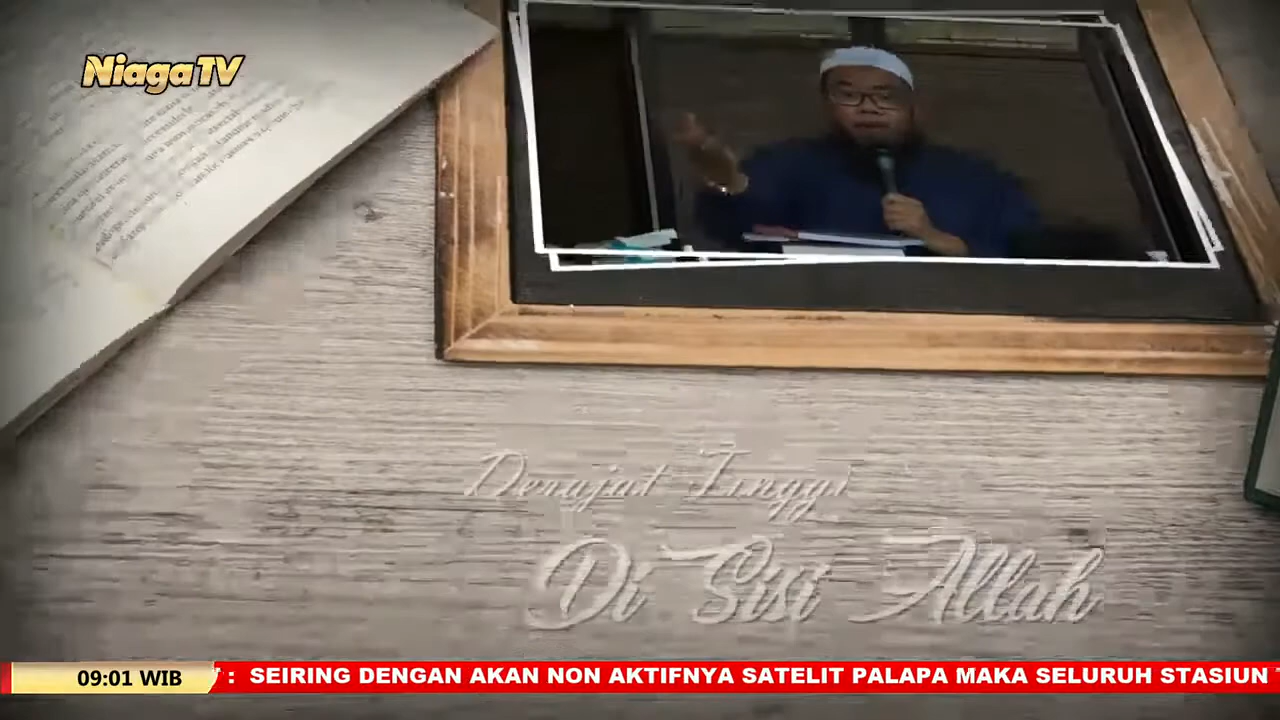 NiagaTV
Derajat Tinggi
Di Sisi Allah
09:01 WIB
: SEIRING DENGAN AKAN NON AKTIFNYA SATELIT PALAPA MAKA SELURUH STASIUN